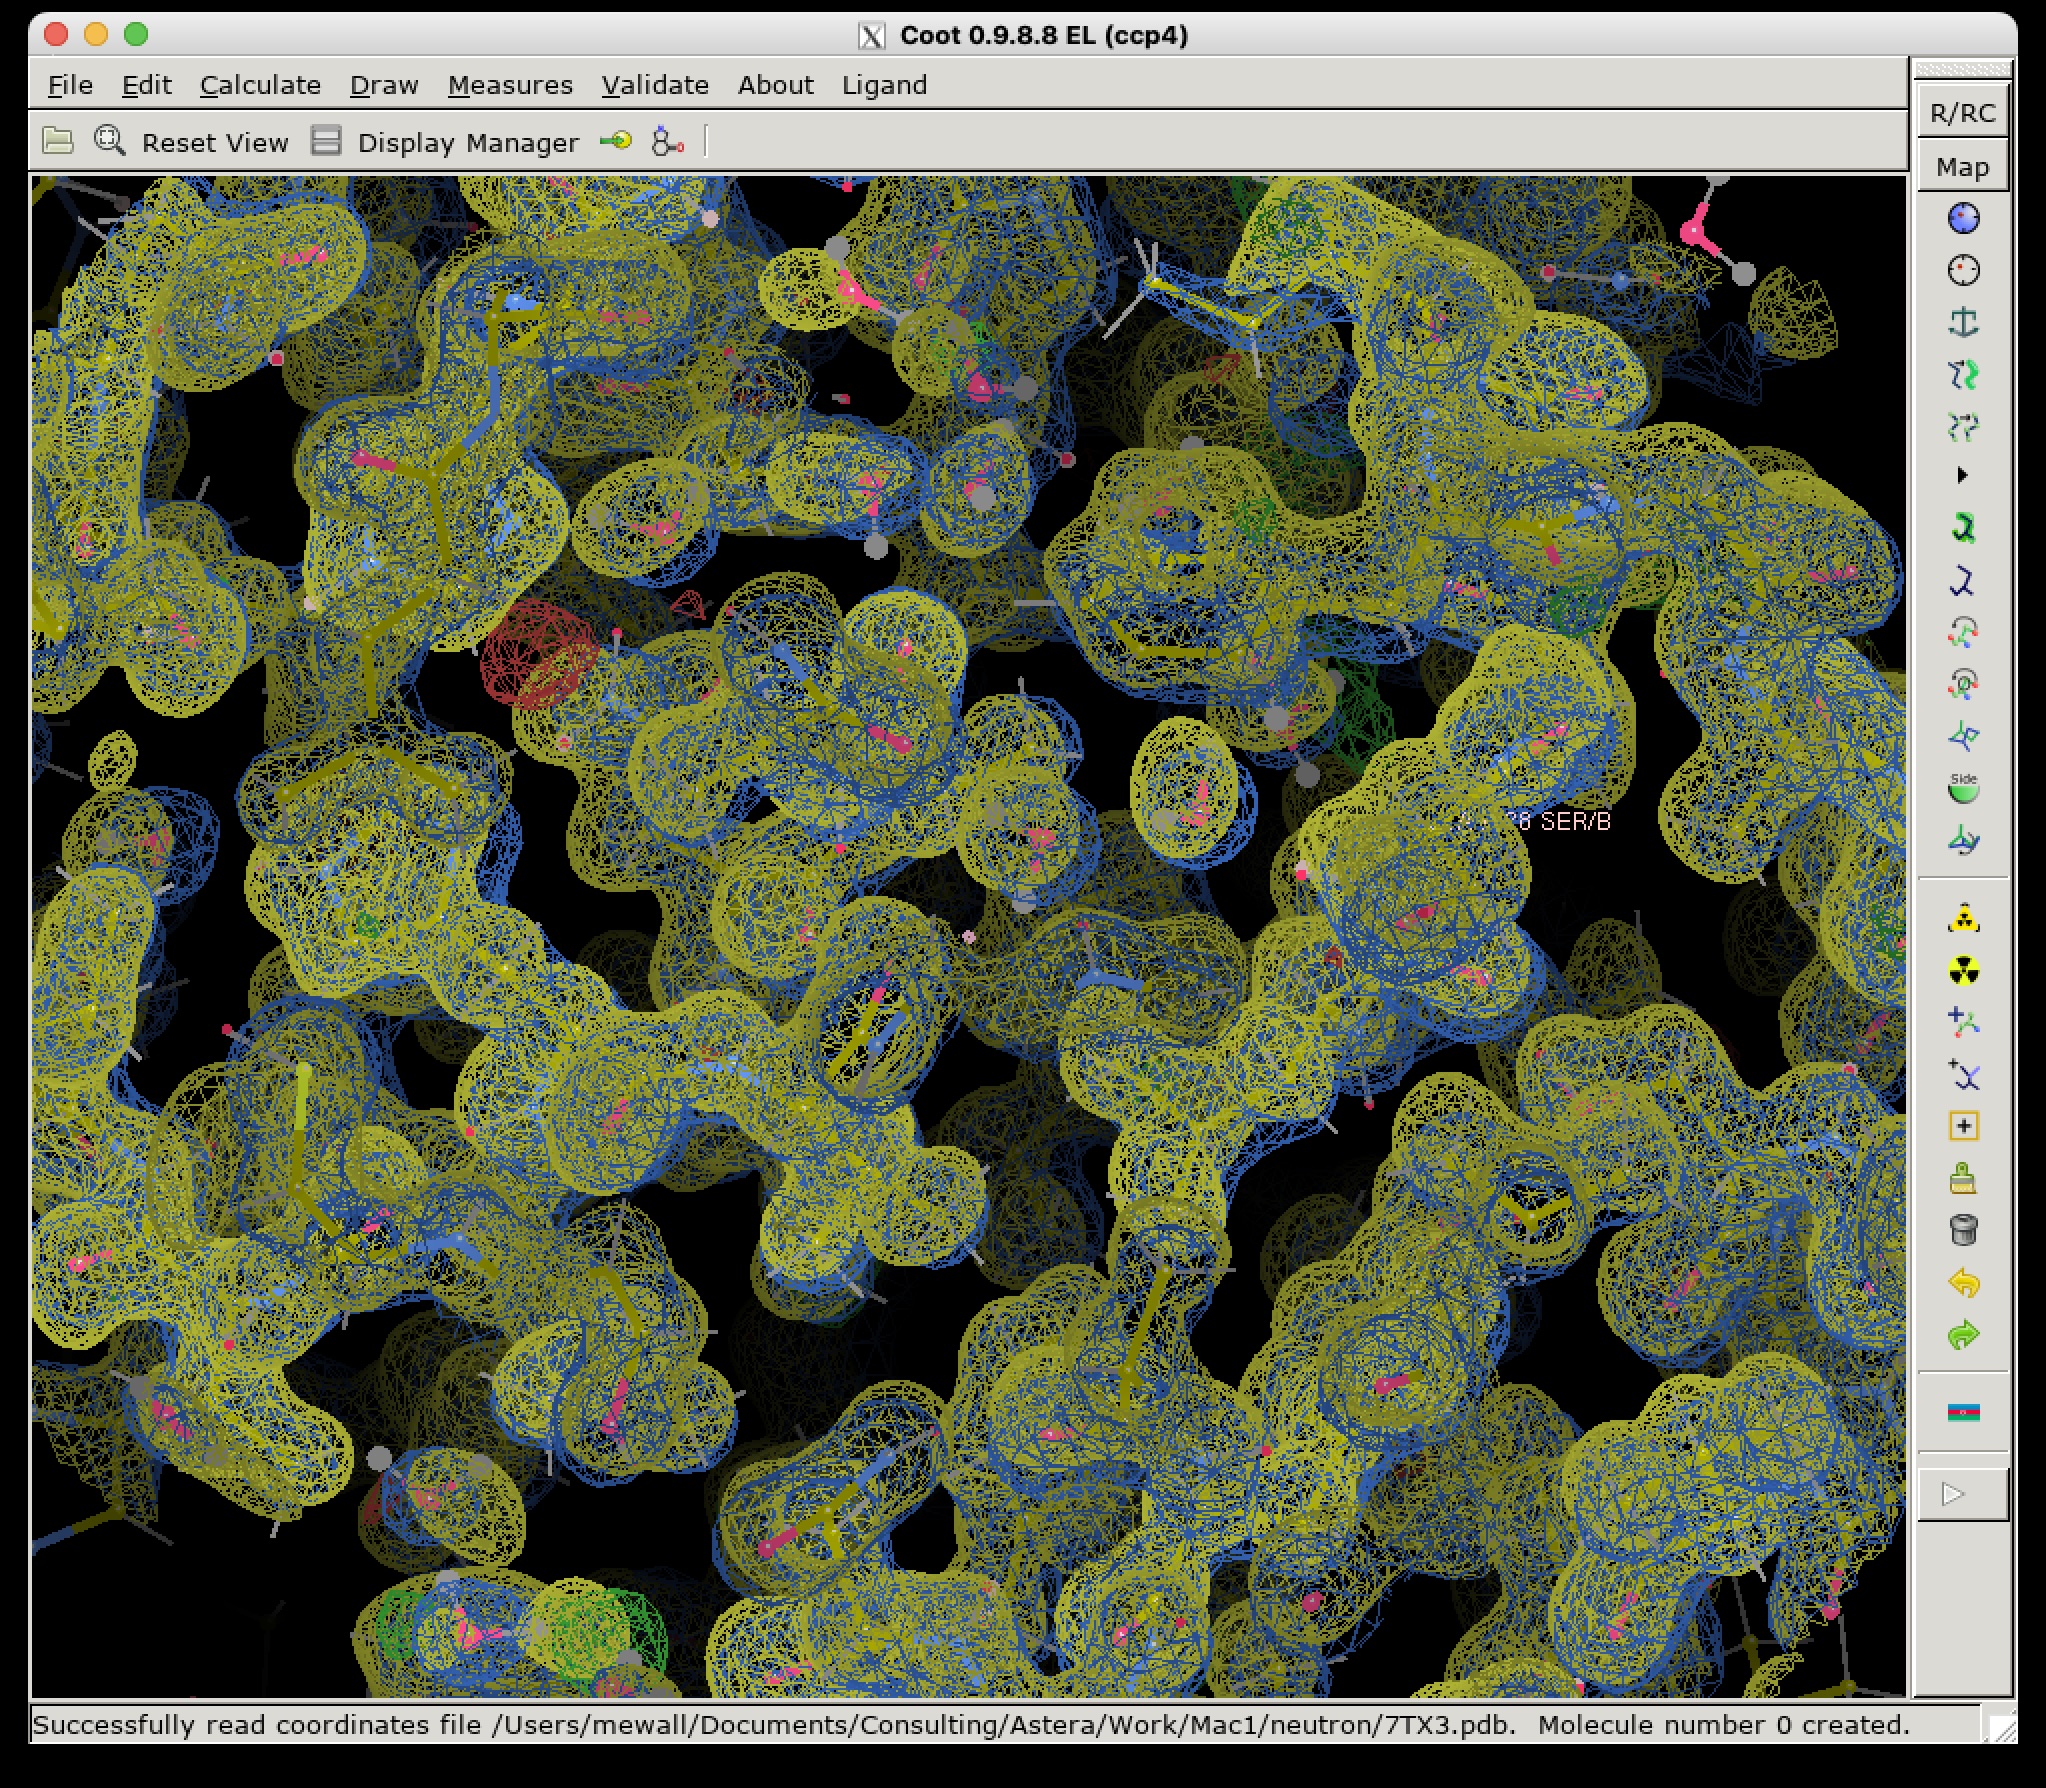 Coot 0.9.8.8 EL (ccp4)
File Edit Calculate Draw Measures Validate About Ligand
Reset View Display Manager
R/RC
Map
Side
SER/B
Successfully read coordinates file /Users/mewall/Documents/Consulting/Astera/Work/Mac1/neutron/7TX3.pdb. Molecule number 0 created.